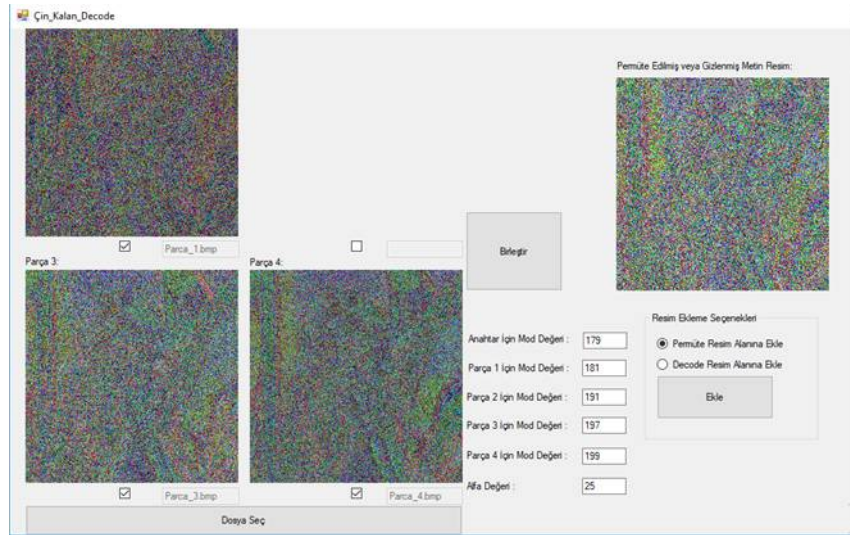 Çin_Kalan_Decode
Permüte Edilmiş veya Gizlenmiş Metin Resim:
Parca_1.bmp
Parça 3:
Parça 4:
Birleştir
Parca_3.bmp
Parca_4.bmp
Dosya Seç
Anahtar İçin Mod Değeri : 179
Parça 1 İçin Mod Değeri : 181
Parça 2 İçin Mod Değeri : 191
Parça 3 İçin Mod Değeri : 197
Parça 4 İçin Mod Değeri : 199
Alfa Değeri : 25
Resim Ekleme Seçenekleri
Permüte Resim Alanına Ekle
Decode Resim Alanına Ekle
Ekle